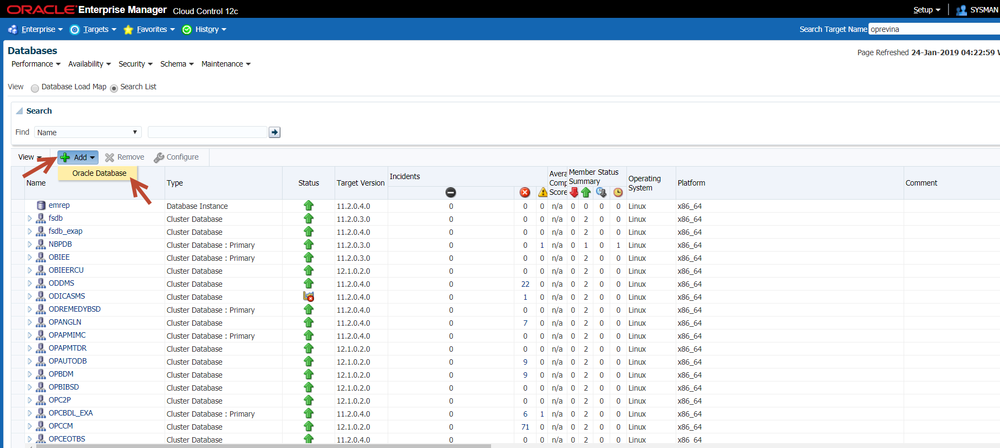 ORACLE Enterprise Manager Cloud Control 12c
Setup SYSMAN
Enterprise Targets Favorites History Search Target Name oprevina
Databases
Page Refreshed 24-Jan-2019 04:22:59
Performance Availability Security Schema Maintenance
View Database Load Map Search List
Search
Find Name
View Add Remove Configure
Oracle Database
Name Type Status Target Version Incidents Avera Comp Score Member Status Summary Operating System Platform Comment
emrep Database Instance 11.2.0.4.0 0 0 0 n/a 0 0 0 0 Linux x86_64
fsdb Cluster Database 11.2.0.3.0 0 0 0 n/a 0 2 0 0 Linux x86_64
fsdb_exap Cluster Database 11.2.0.4.0 0 0 0 n/a 0 2 0 0 Linux x86_64
NBPDB Cluster Database : Primary 11.2.0.3.0 0 0 1 n/a 0 1 0 1 Linux x86_64
OBIEE Cluster Database : Primary 11.2.0.3.0 0 0 0 n/a 0 2 0 0 Linux x86_64
OBIEERCU Cluster Database 12.1.0.2.0 0 0 0 n/a 0 2 0 0 Linux x86_64
ODDMS Cluster Database 11.2.0.4.0 0 22 0 n/a 0 2 0 0 Linux x86_64
ODICASMS Cluster Database 11.2.0.4.0 0 1 0 n/a 0 2 0 0 Linux x86_64
ODREMEDYBSD Cluster Database : Primary 11.2.0.4.0 0 0 0 n/a 0 2 0 0 Linux x86_64
OPANGLN Cluster Database 11.2.0.4.0 0 7 0 n/a 0 2 0 0 Linux x86_64
OPAPMIMC Cluster Database : Primary 11.2.0.4.0 0 0 0 n/a 0 2 0 0 Linux x86_64
OPAPMTDR Cluster Database 12.1.0.2.0 0 0 0 n/a 0 2 0 0 Linux x86_64
OPAUTODB Cluster Database 12.1.0.2.0 0 9 0 n/a 0 2 0 0 Linux x86_64
OPBDM Cluster Database 12.1.0.2.0 0 9 0 n/a 0 2 0 0 Linux x86_64
OPBIBSD Cluster Database 12.1.0.2.0 0 0 0 n/a 0 2 0 0 Linux x86_64
OPC2P Cluster Database 12.1.0.2.0 0 0 0 n/a 0 2 0 0 Linux x86_64
OPCBDL_EXA Cluster Database : Primary 11.2.0.4.0 0 6 1 n/a 0 2 0 0 Linux x86_64
OPCCM Cluster Database 12.1.0.2.0 0 71 0 n/a 0 2 0 0 Linux x86_64
OPCEOTBS Cluster Database 11.2.0.4.0 0 0 0 n/a 0 2 0 0 Linux x86_64